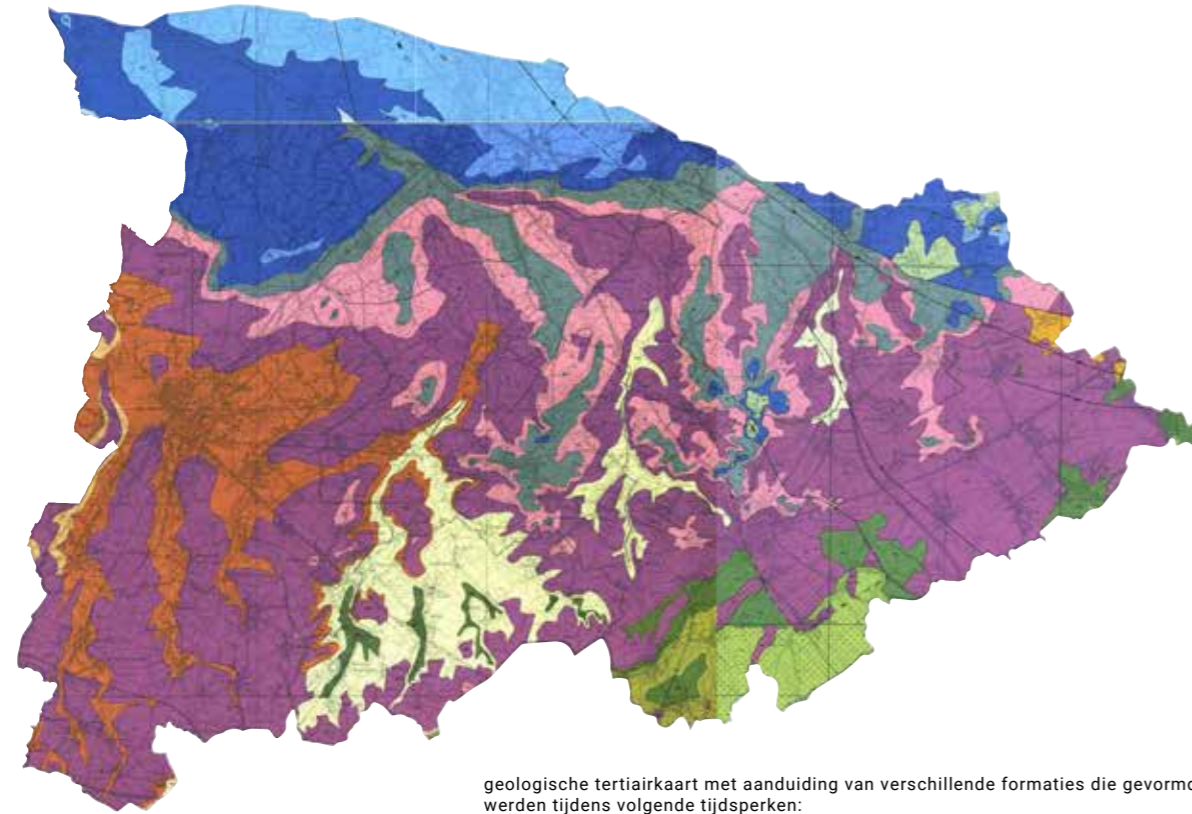 geologische tertiairkaart met aanduiding van verschillende formaties die gevormd
werden tijdens volgende tijdsperken: